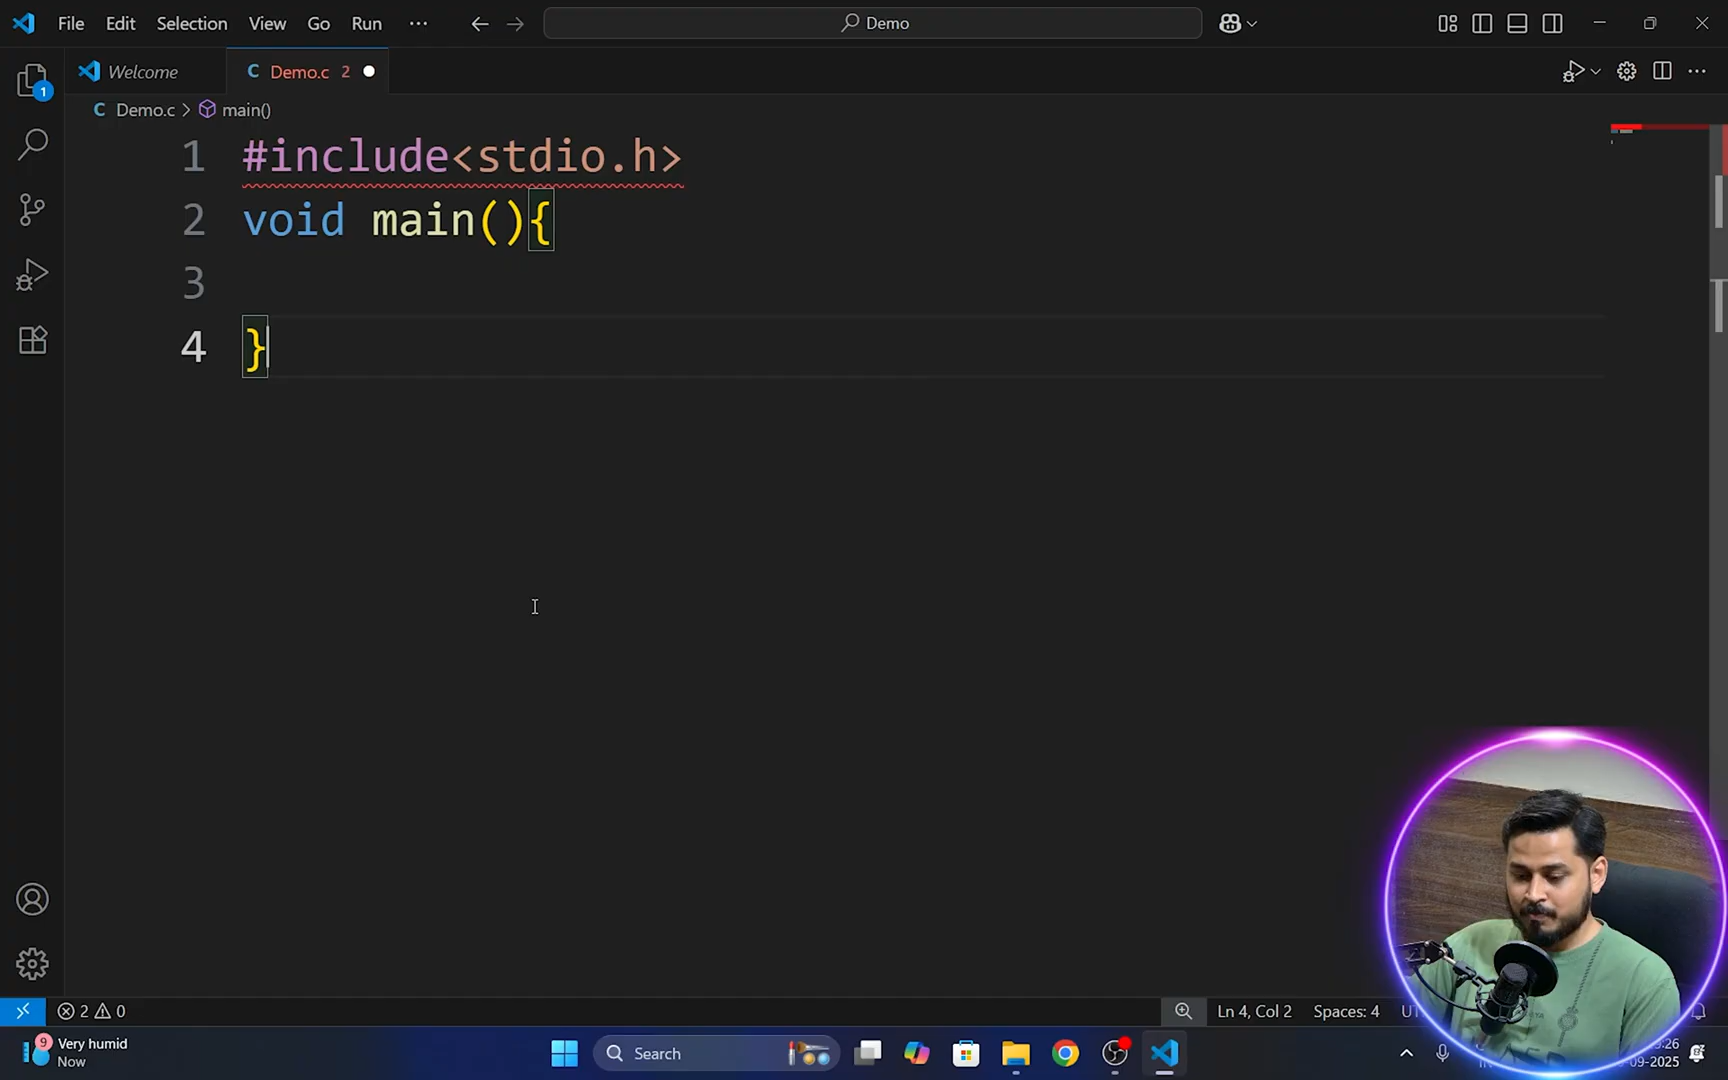 File Edit Selection View Go Run ··· Demo
Welcome Demo.c 2
Demo.c > main()
1 #include<stdio.h>
2 void main(){
3
4 }
1
2 0 Ln 4, Col 2 Spaces: 4
9 Very humid
Now
Search